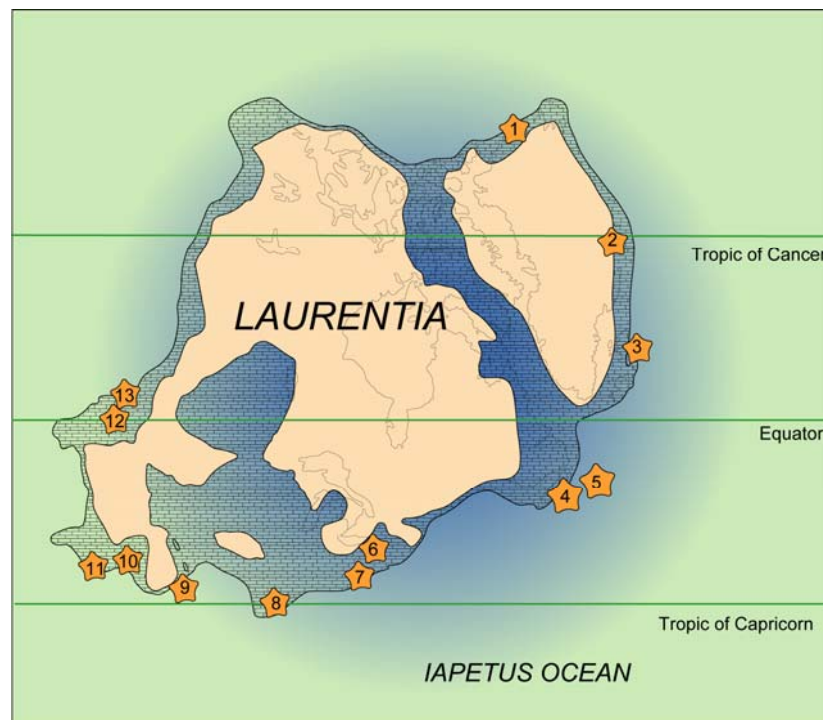 1
2
Tropic of Cancer
LAURENTIA
3
13
12
Equator
5
4
6
10
11
7
9
8
Tropic of Capricorn
IAPETUS OCEAN